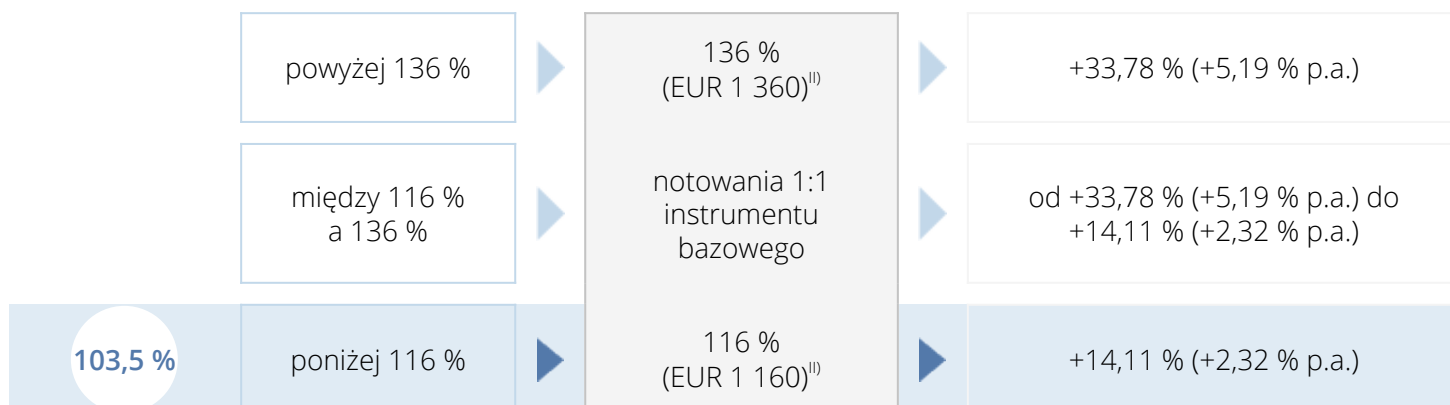 powyżej 136 %
136 %
(EUR 1 360)II)
+33,78 % (+5,19 % p.a.)
między 116 %
a 136 %
notowania 1:1
instrumentu
bazowego
od +33,78 % (+5,19 % p.a.) do
+14,11 % (+2,32 % p.a.)
103,5 %
poniżej 116 %
116 %
(EUR 1 160)II)
+14,11 % (+2,32 % p.a.)